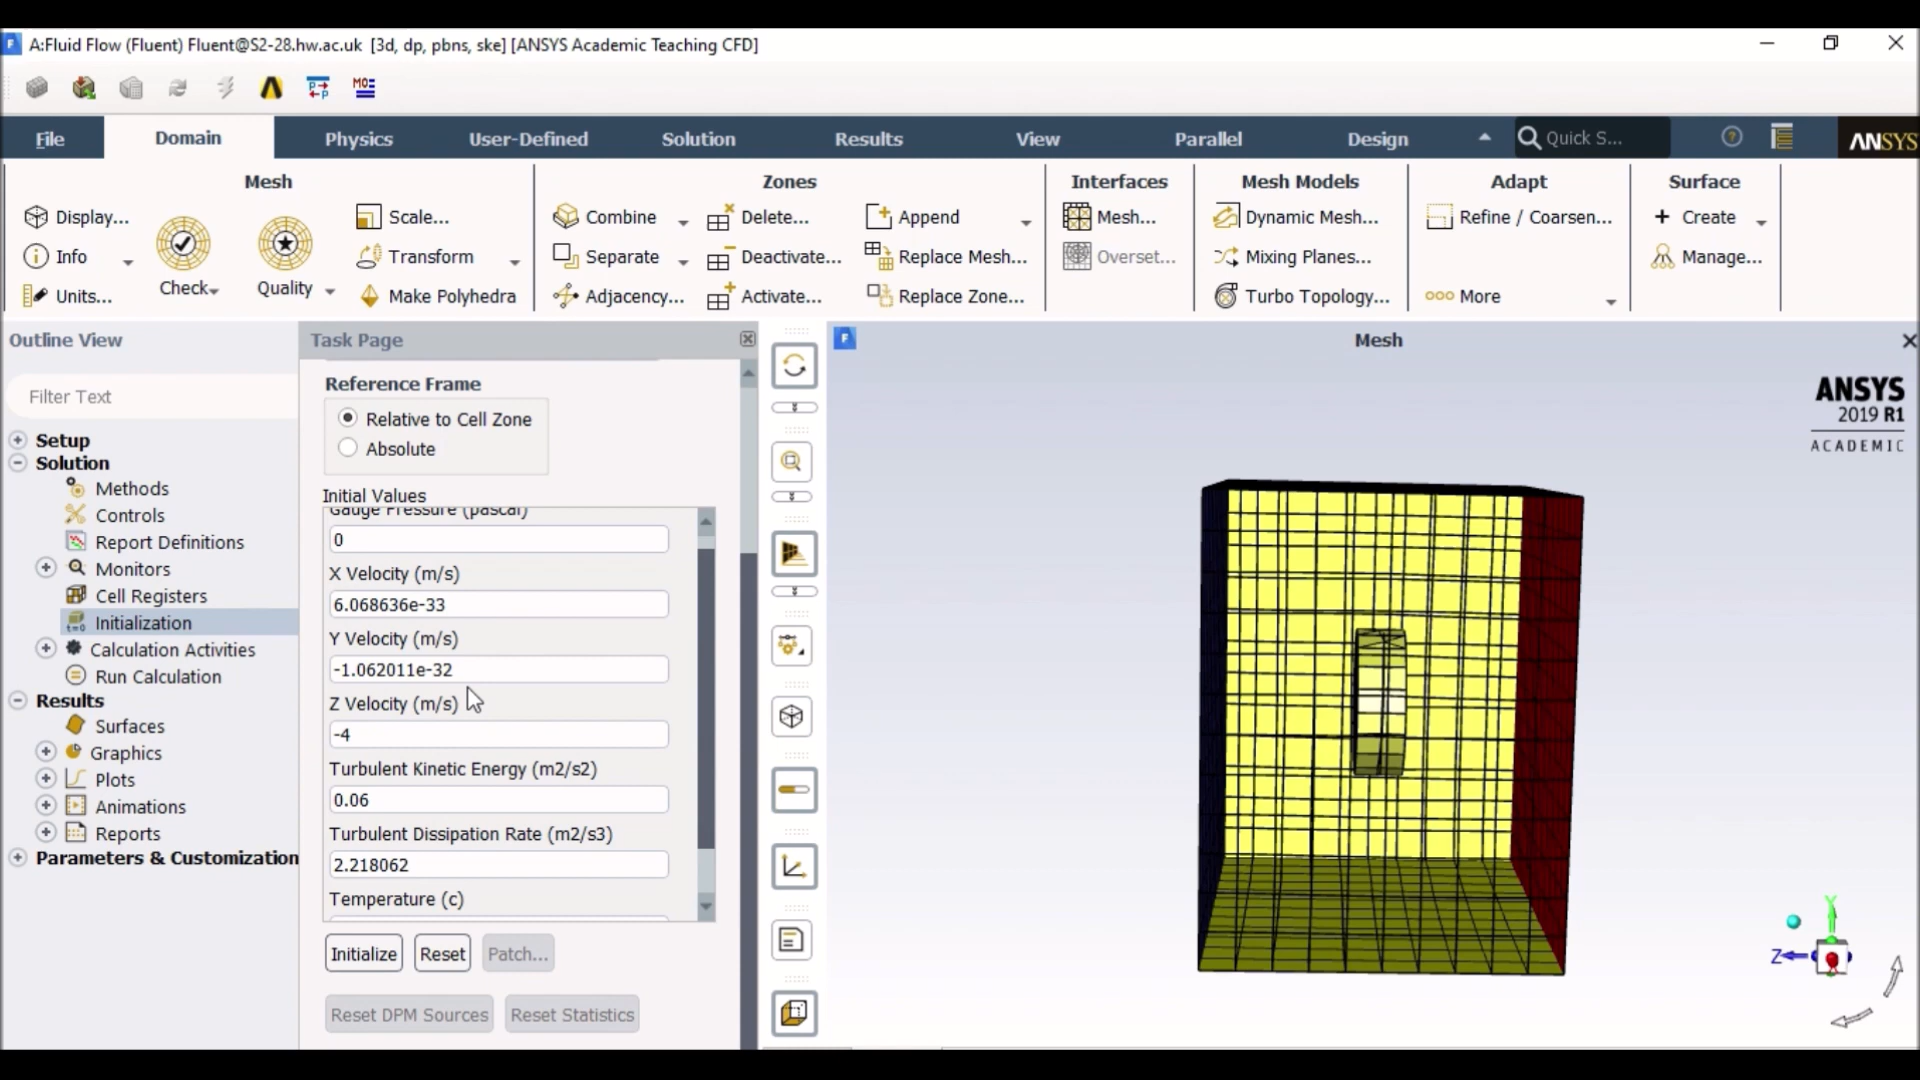 A:Fluid Flow (Fluent) Fluent@S2-28.hw.ac.uk [3d, dp, pbns, ske] [ANSYS Academic Teaching CFD]
File Domain Physics User-Defined Solution Results View Parallel Design Quick S... ANSYS
Mesh
Display...
Info
Units...
Check
Quality
Scale...
Transform
Make Polyhedra
Zones
Combine
Separate
Adjacency...
Delete...
Deactivate...
Activate...
Append
Replace Mesh...
Replace Zone...
Interfaces
Mesh...
Overset...
Mesh Models
Dynamic Mesh...
Mixing Planes...
Turbo Topology...
Adapt
Refine / Coarsen...
More
Surface
Create
Manage...
Outline View
Filter Text
Setup
Solution
Methods
Controls
Report Definitions
Monitors
Cell Registers
Initialization
Calculation Activities
Run Calculation
Results
Surfaces
Graphics
Plots
Animations
Reports
Parameters & Customization
Task Page
Reference Frame
Relative to Cell Zone
Absolute
Initial Values
Gauge Pressure (pascal)
0
X Velocity (m/s)
6.068636e-33
Y Velocity (m/s)
-1.062011e-32
Z Velocity (m/s)
-4
Turbulent Kinetic Energy (m2/s2)
0.06
Turbulent Dissipation Rate (m2/s3)
2.218062
Temperature (c)
Initialize Reset Patch...
Reset DPM Sources Reset Statistics
Mesh
ANSYS
2019 R1
ACADEMIC
Y
Z